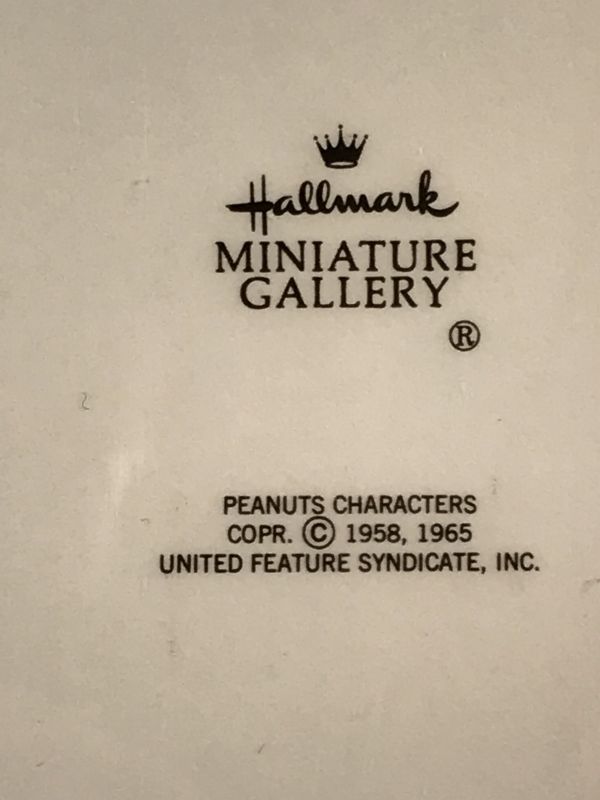 Hallmark
MINIATURE
GALLERY
®
PEANUTS CHARACTERS
COPR. © 1958, 1965
UNITED FEATURE SYNDICATE, INC.